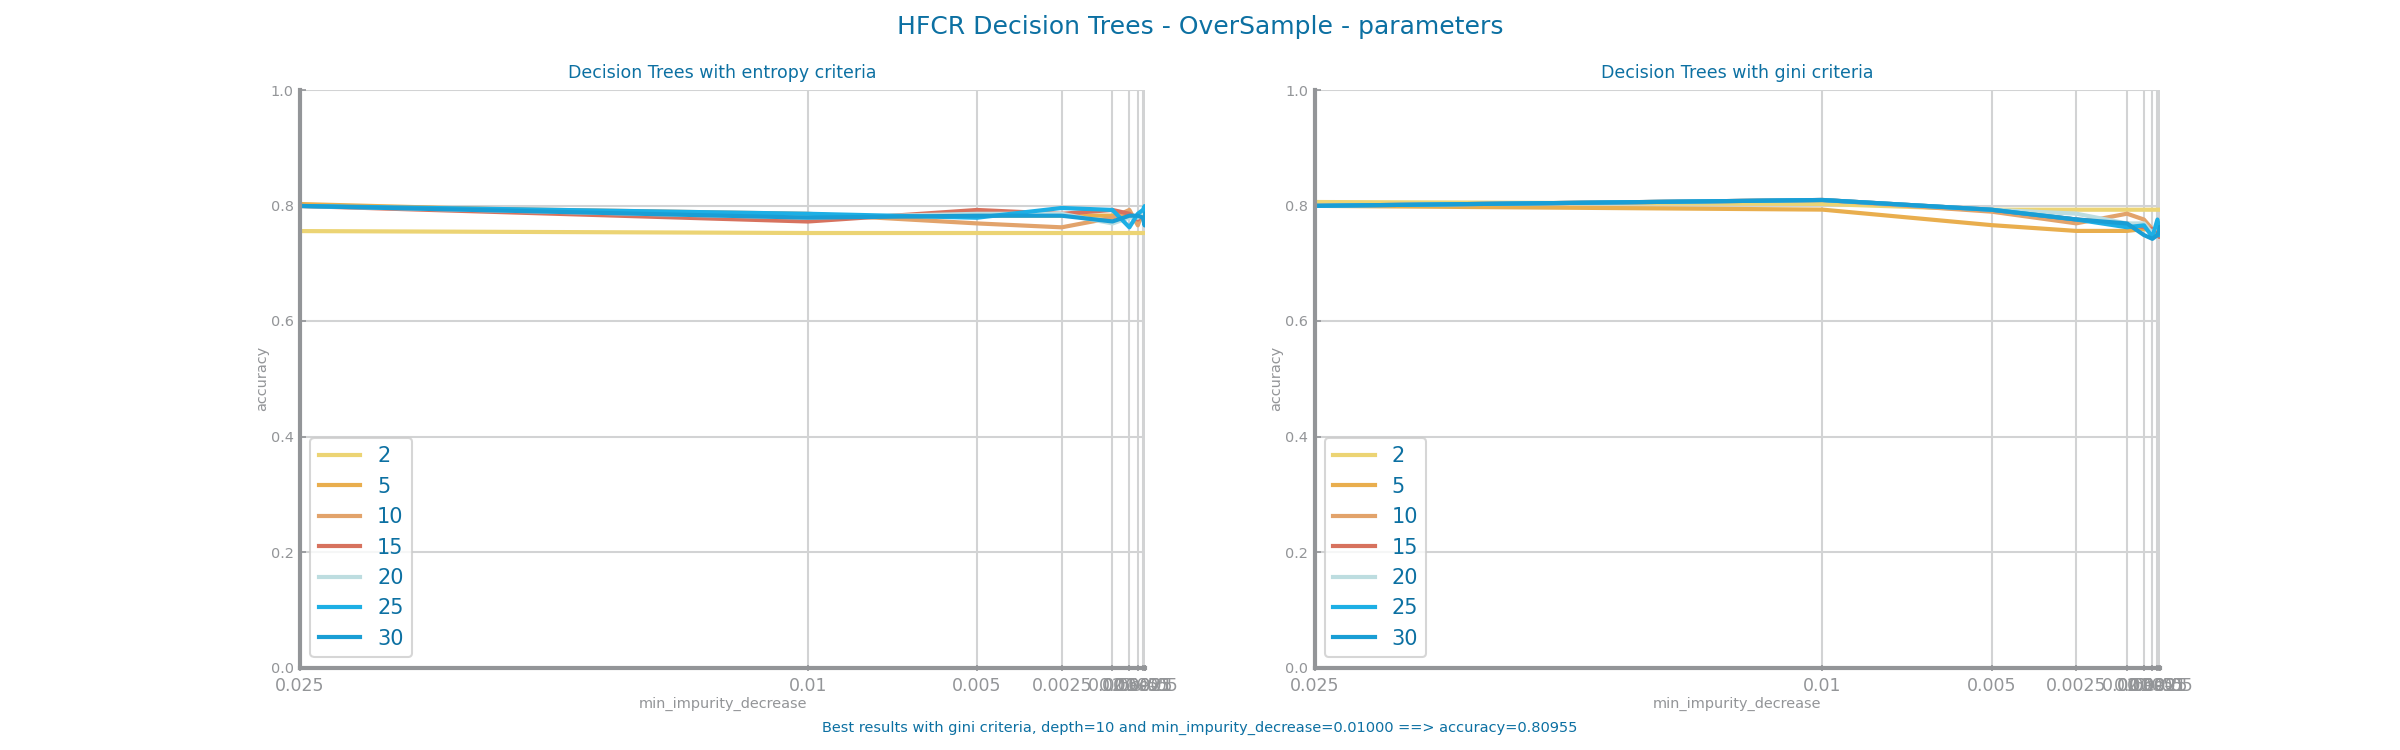 HFCR Decision Trees - OverSample - parameters
Decision Trees with entropy criteria
1.0
0.8
0.6
0.4
0.2
0.0
accuracy
2
5
10
15
20
25
30
0.025 0.01 0.005 0.0025
min_impurity_decrease
Decision Trees with gini criteria
1.0
0.8
0.6
0.4
0.2
0.0
accuracy
2
5
10
15
20
25
30
0.025 0.01 0.005 0.0025
min_impurity_decrease
Best results with gini criteria, depth=10 and min_impurity_decrease=0.01000 ==> accuracy=0.80955